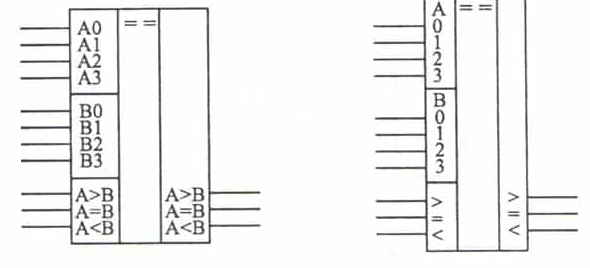 A0 ==
A1
A2
A3
B0
B1
B2
B3
A>B A>B
A=B A=B
A<B A<B
A ==
0
1
2
3
B
0
1
2
3
> >
= =
< <